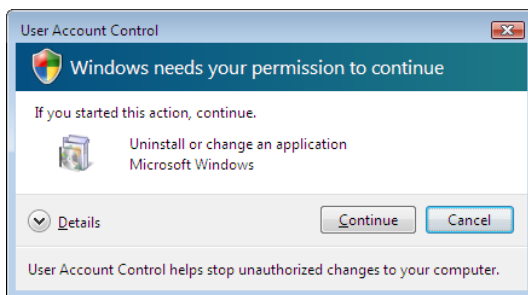 User Account Control
Windows needs your permission to continue
If you started this action, continue.
Uninstall or change an application
Microsoft Windows
Details
Continue
Cancel
User Account Control helps stop unauthorized changes to your computer.